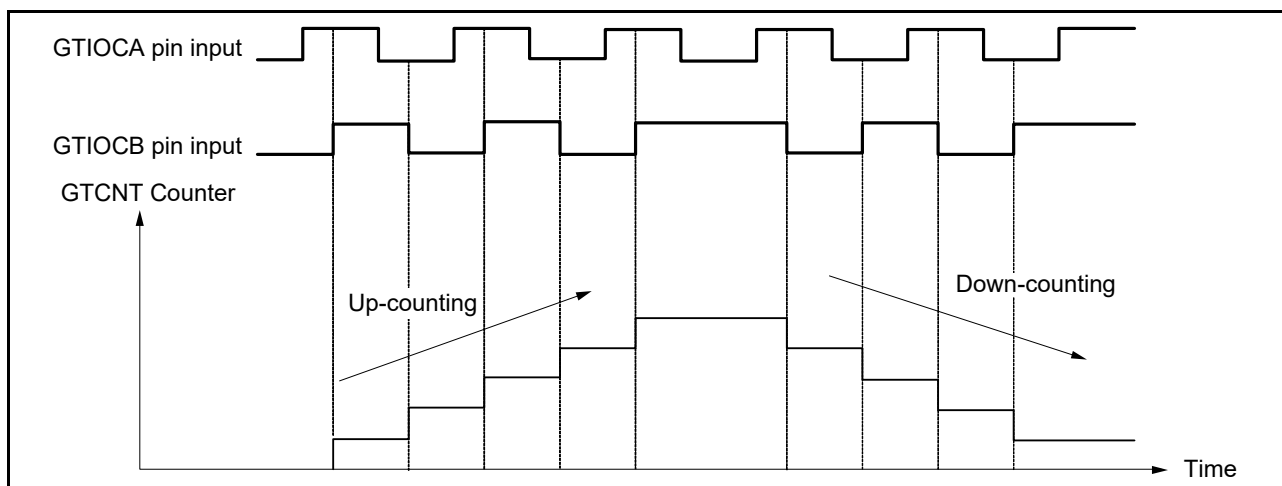 GTIOCA pin input
GTIOCB pin input
GTCNT Counter
Up-counting
Down-counting
Time